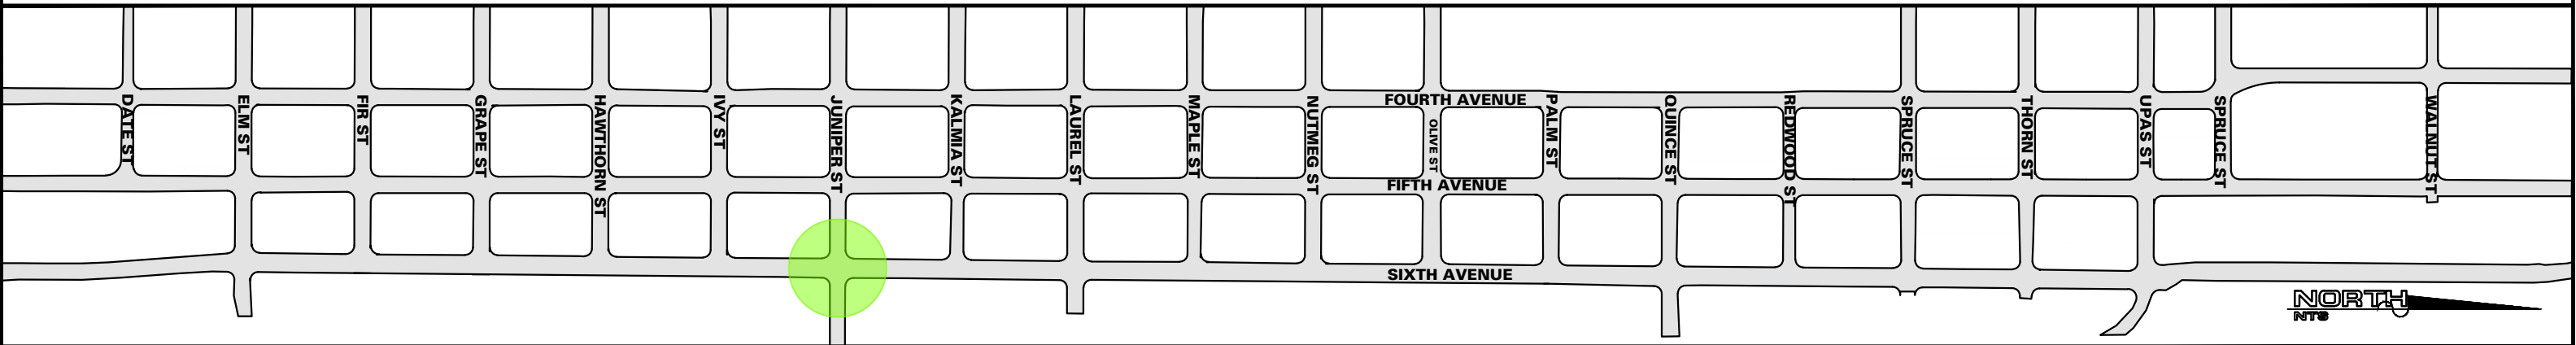 DATE ST
ELM ST
FIR ST
GRAPE ST
HAWTHORN ST
IVY ST
JUNIPER ST
KALMIA ST
LAUREL ST
MAPLE ST
NUTMEG ST
FOURTH AVENUE
OLIVE ST
PALM ST
QUINCE ST
REDWOOD ST
SPRUCE ST
THORN ST
UPAS ST
SPRUCE ST
WALNUT ST
FIFTH AVENUE
SIXTH AVENUE
NORTH
NTS